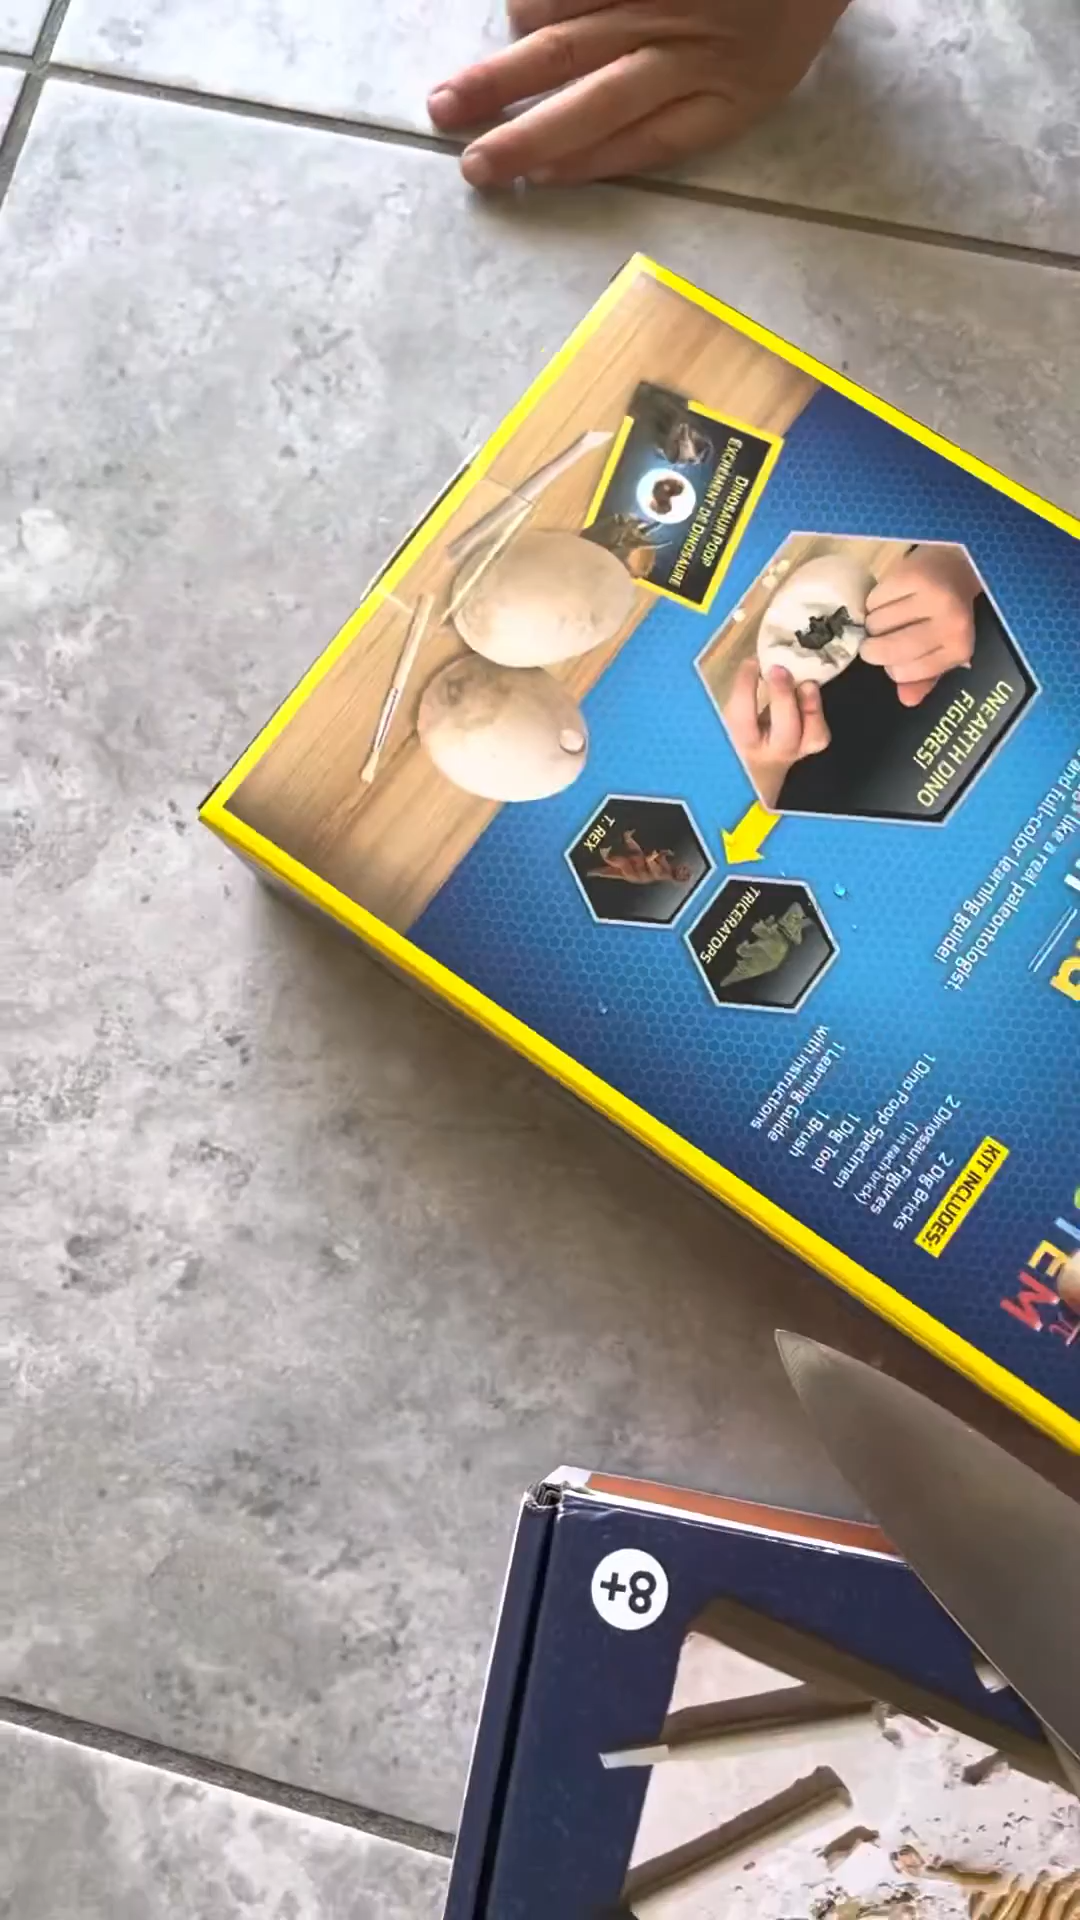 STEM
KIT INCLUDES:
2 Dig Bricks
2 Dinosaur Figures
(1 in each brick)
1 Dino Poop Specimen
1 Dig Tool
1 Brush
1 Learning Guide
with instructions
like a real paleontologist,
and full-color learning guide!
UNEARTH DINO
FIGURES!
TRICERATOPS
T. REX
DINOSAUR POOP
EXCRÉMENT DE DINOSAURE
8+